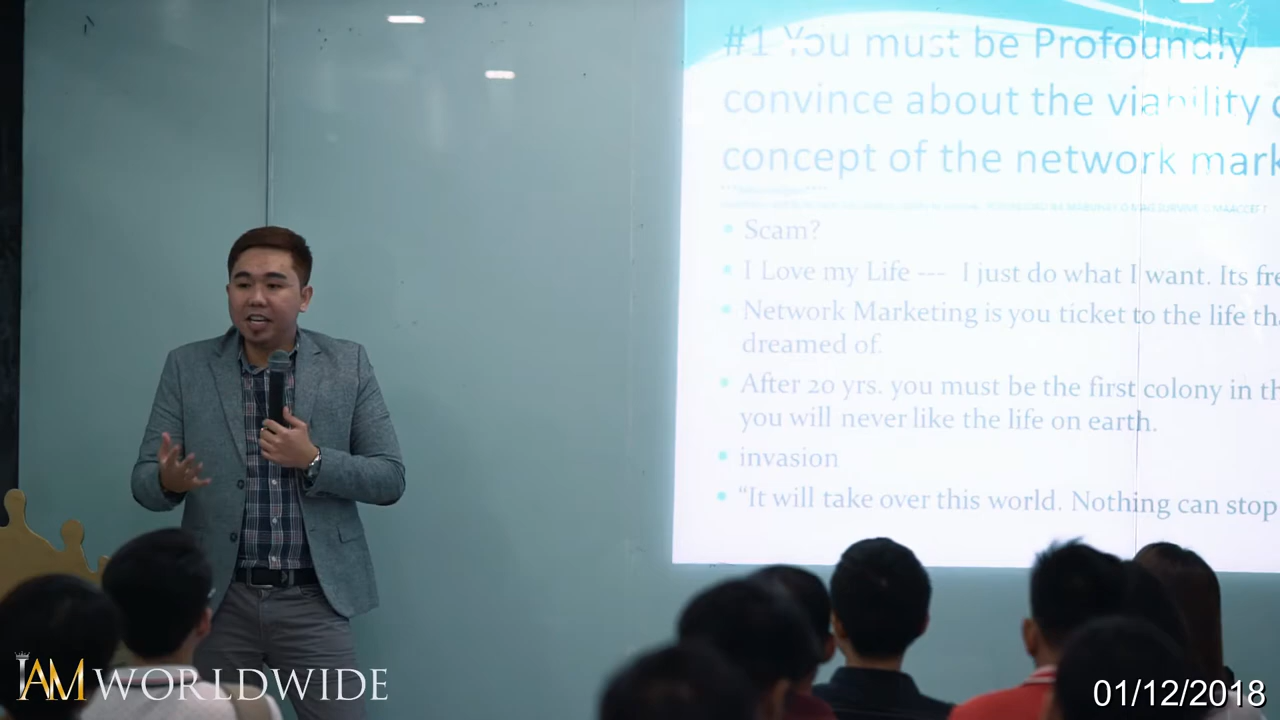 #1 You must be Profoundly
convince about the viability
concept of the network mark
Scam?
I Love my Life --- I just do what I want. Its fre
Network Marketing is you ticket to the life tha
dreamed of.
After 20 yrs. you must be the first colony in th
you will never like the life on earth.
invasion
“It will take over this world. Nothing can stop
IAM WORLDWIDE
01/12/2018